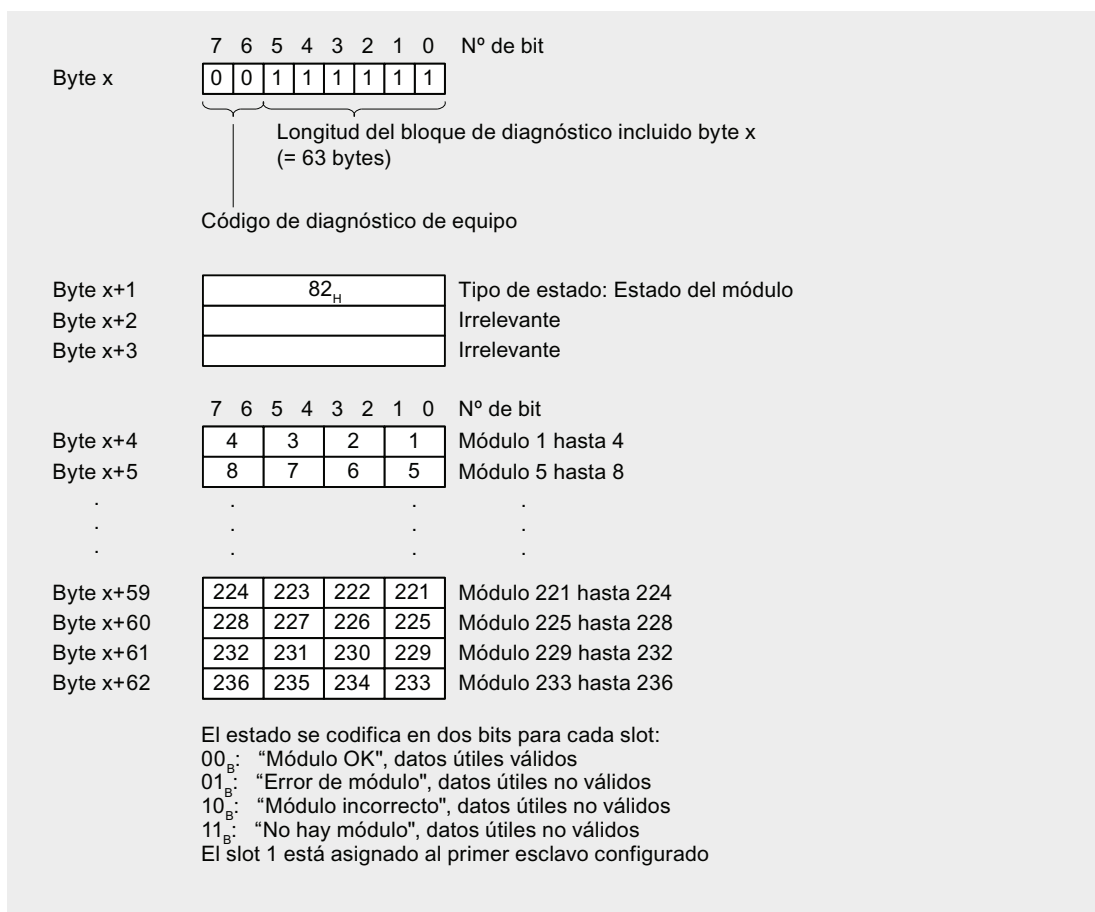 7 6 5 4 3 2 1 0 Nº de bit
Byte x 0 0 1 1 1 1 1 1
Longitud del bloque de diagnóstico incluido byte x
(= 63 bytes)
Código de diagnóstico de equipo
Byte x+1 82H Tipo de estado: Estado del módulo
Byte x+2 Irrelevante
Byte x+3 Irrelevante
7 6 5 4 3 2 1 0 Nº de bit
Byte x+4 4 3 2 1 Módulo 1 hasta 4
Byte x+5 8 7 6 5 Módulo 5 hasta 8
. . . .
. . . .
. . . .
Byte x+59 224 223 222 221 Módulo 221 hasta 224
Byte x+60 228 227 226 225 Módulo 225 hasta 228
Byte x+61 232 231 230 229 Módulo 229 hasta 232
Byte x+62 236 235 234 233 Módulo 233 hasta 236
El estado se codifica en dos bits para cada slot:
00B: “Módulo OK", datos útiles válidos
01B: “Error de módulo", datos útiles no válidos
10B: “Módulo incorrecto", datos útiles no válidos
11B: “No hay módulo", datos útiles no válidos
El slot 1 está asignado al primer esclavo configurado